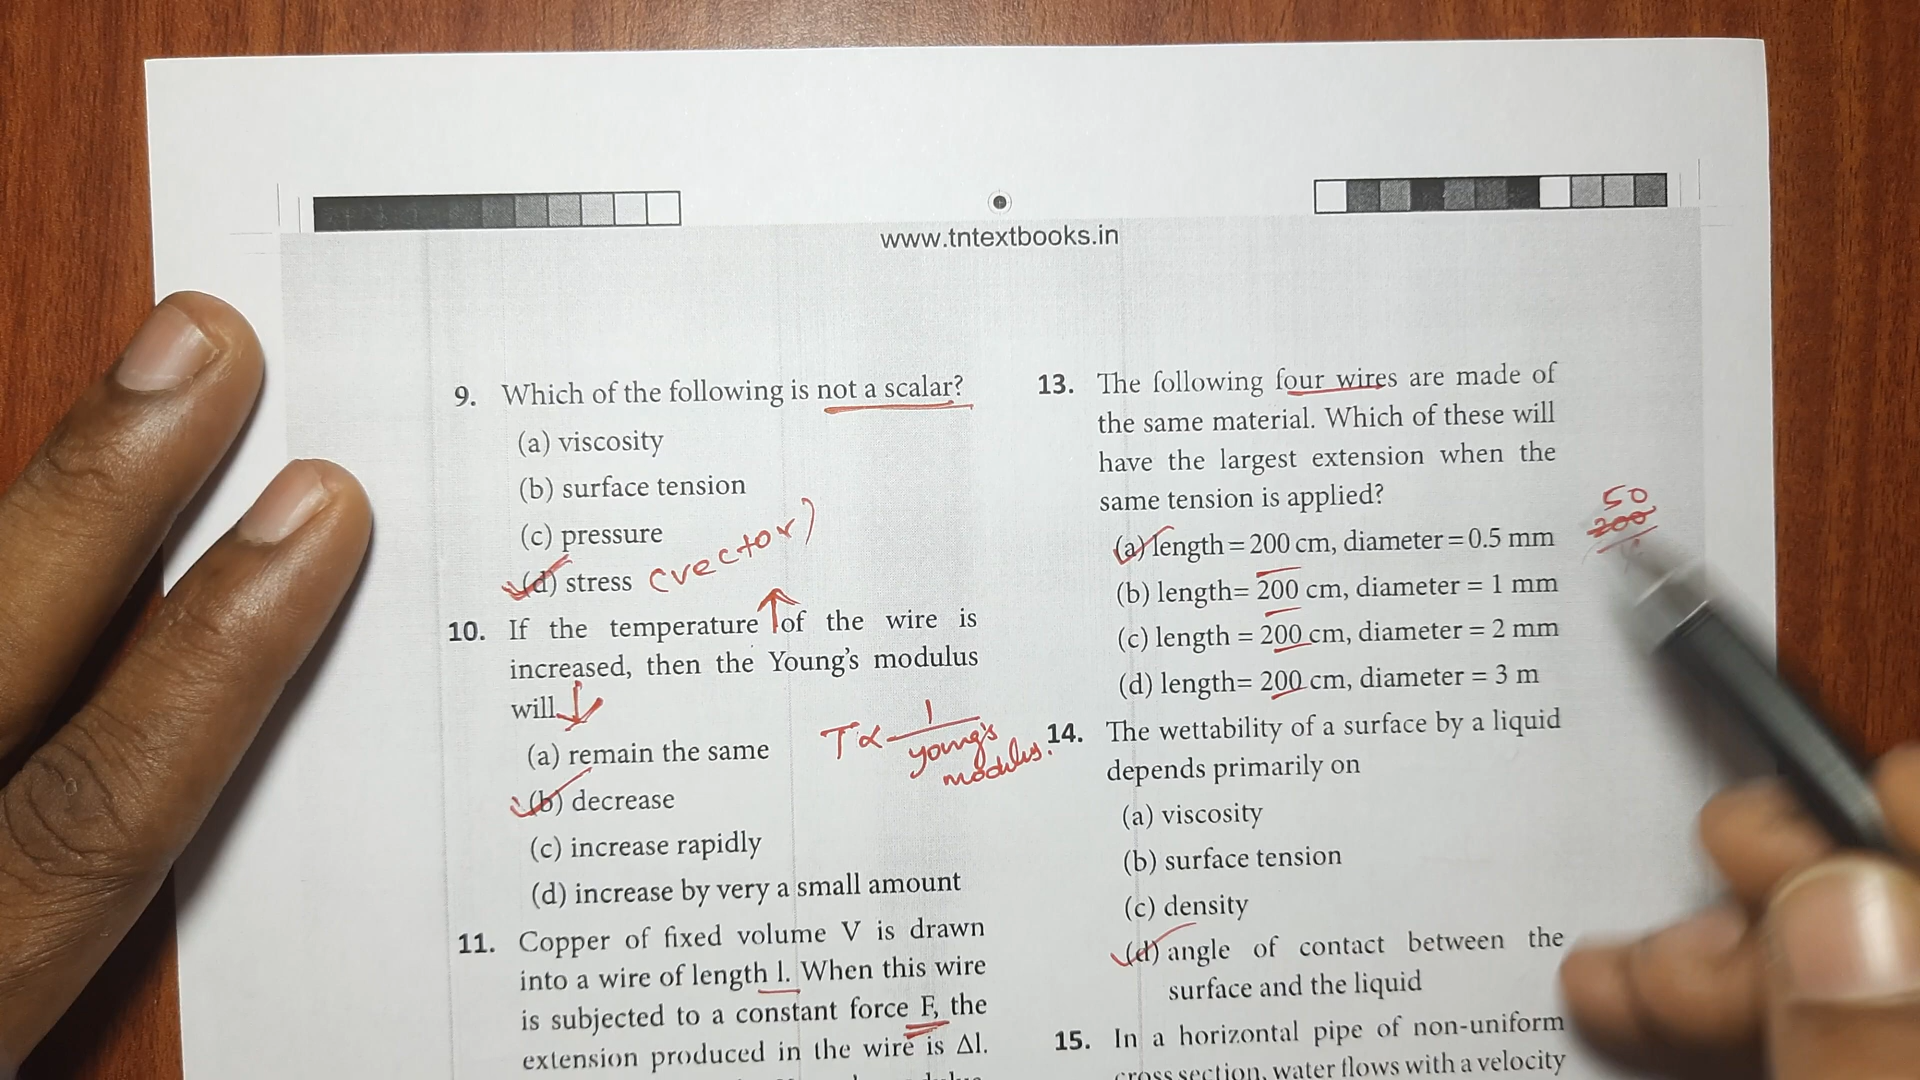 www.tntextbooks.in
9. Which of the following is not a scalar?
(a) viscosity
(b) surface tension
(c) pressure
(d) stress (vector)
10. If the temperature ↑ of the wire is
increased, then the Young's modulus
will ↓
(a) remain the same
T ∝ 1
young's
modulus.
(b) decrease
(c) increase rapidly
(d) increase by very a small amount
11. Copper of fixed volume V is drawn
into a wire of length l. When this wire
is subjected to a constant force F, the
extension produced in the wire is Δl.
13. The following four wires are made of
the same material. Which of these will
have the largest extension when the
same tension is applied?
50
200
(a) length = 200 cm, diameter = 0.5 mm
(b) length= 200 cm, diameter = 1 mm
(c) length = 200 cm, diameter = 2 mm
(d) length= 200 cm, diameter = 3 m
14. The wettability of a surface by a liquid
depends primarily on
(a) viscosity
(b) surface tension
(c) density
(d) angle of contact between the
surface and the liquid
15. In a horizontal pipe of non-uniform
cross section, water flows with a velocity